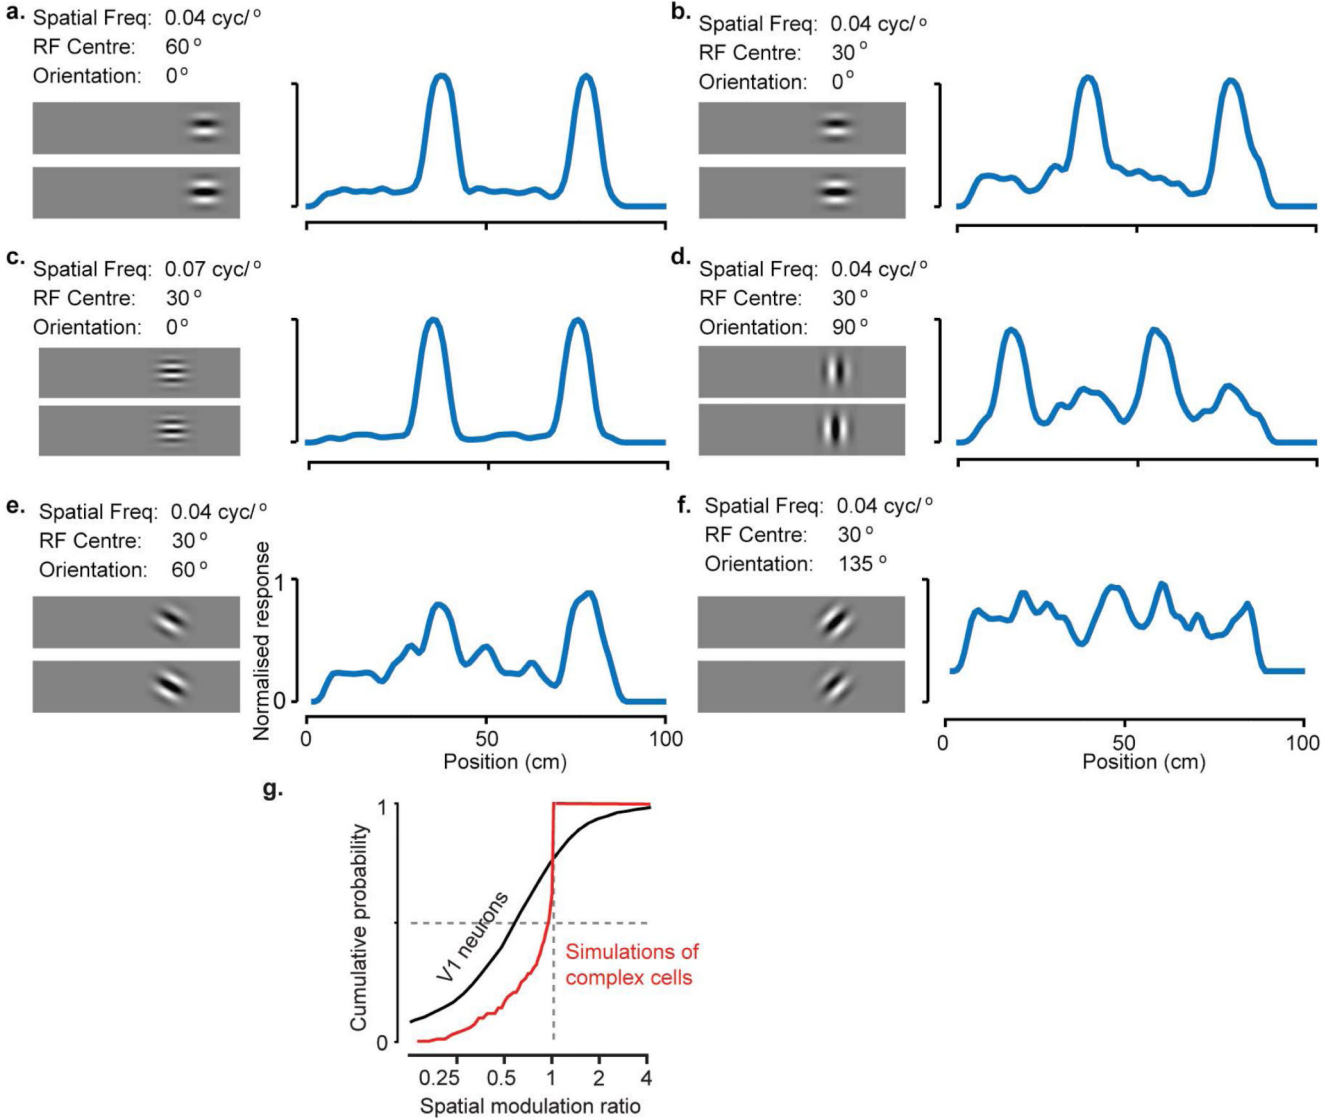 a.
Spatial Freq: 0.04 cyc/ °
RF Centre: 60 °
Orientation: 0 °
b.
Spatial Freq: 0.04 cyc/ °
RF Centre: 30 °
Orientation: 0 °
c.
Spatial Freq: 0.07 cyc/ °
RF Centre: 30 °
Orientation: 0 °
d.
Spatial Freq: 0.04 cyc/ °
RF Centre: 30 °
Orientation: 90 °
e.
Spatial Freq: 0.04 cyc/ °
RF Centre: 30 °
Orientation: 60 °
Normalised response
1
0
0 50 100
Position (cm)
f.
Spatial Freq: 0.04 cyc/ °
RF Centre: 30 °
Orientation: 135 °
0 50 100
Position (cm)
g.
Cumulative probability
1
0
V1 neurons
Simulations of
complex cells
0.25 0.5 1 2 4
Spatial modulation ratio